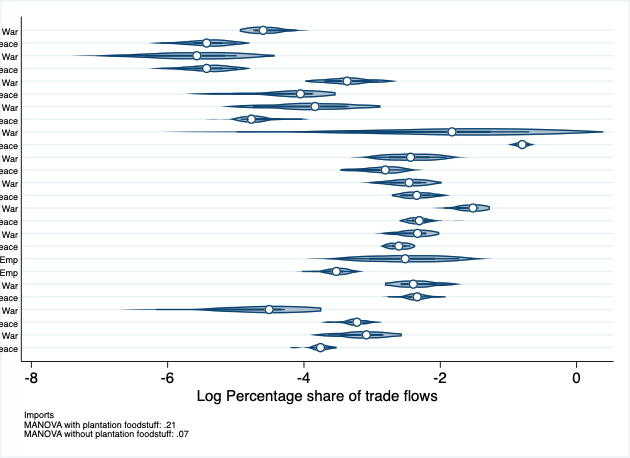 War
eace
War
eace
War
eace
War
eace
War
eace
War
eace
War
eace
War
eace
War
eace
Emp
Emp
War
eace
War
eace
War
eace
-8 -6 -4 -2 0
Log Percentage share of trade flows
Imports
MANOVA with plantation foodstuff: .21
MANOVA without plantation foodstuff: .07